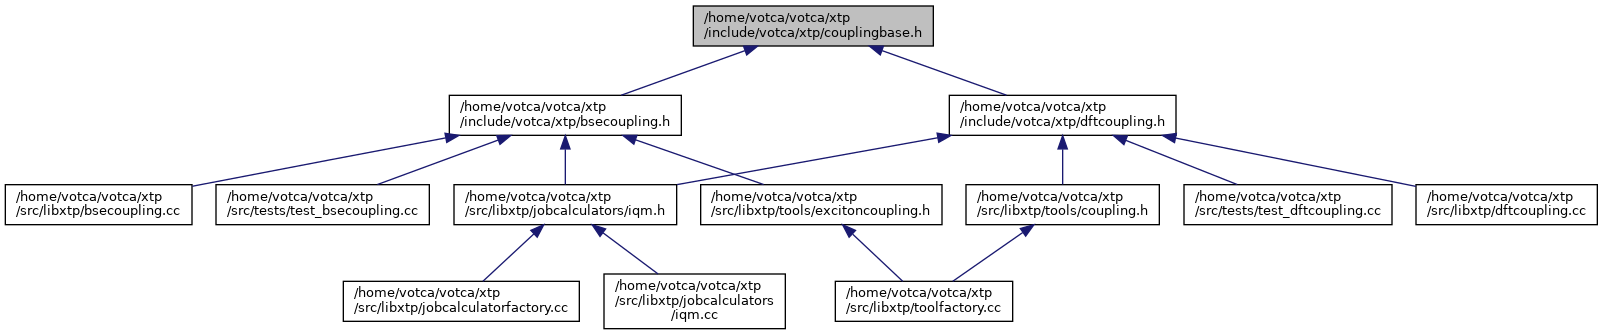 /home/votca/votca/xtp
/include/votca/xtp/couplingbase.h
/home/votca/votca/xtp
/include/votca/xtp/bsecoupling.h
/home/votca/votca/xtp
/include/votca/xtp/dftcoupling.h
/home/votca/votca/xtp
/src/libxtp/bsecoupling.cc
/home/votca/votca/xtp
/src/tests/test_bsecoupling.cc
/home/votca/votca/xtp
/src/libxtp/jobcalculators/iqm.h
/home/votca/votca/xtp
/src/libxtp/tools/excitoncoupling.h
/home/votca/votca/xtp
/src/libxtp/tools/coupling.h
/home/votca/votca/xtp
/src/tests/test_dftcoupling.cc
/home/votca/votca/xtp
/src/libxtp/dftcoupling.cc
/home/votca/votca/xtp
/src/libxtp/jobcalculatorfactory.cc
/home/votca/votca/xtp
/src/libxtp/jobcalculators
/iqm.cc
/home/votca/votca/xtp
/src/libxtp/toolfactory.cc